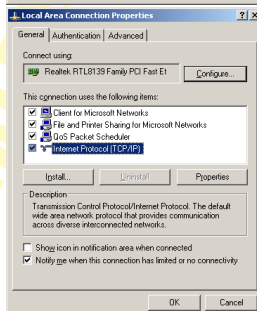 Local Area Connection Properties
General Authentication Advanced
Connect using:
Realtek RTL8139 Family PCI Fast Et Configure...
This connection uses the following items:
Client for Microsoft Networks
File and Printer Sharing for Microsoft Networks
QoS Packet Scheduler
Internet Protocol (TCP/IP)
Install... Uninstall Properties
Description
Transmission Control Protocol/Internet Protocol. The default
wide area network protocol that provides communication
across diverse interconnected networks.
Show icon in notification area when connected
Notify me when this connection has limited or no connectivity
OK Cancel